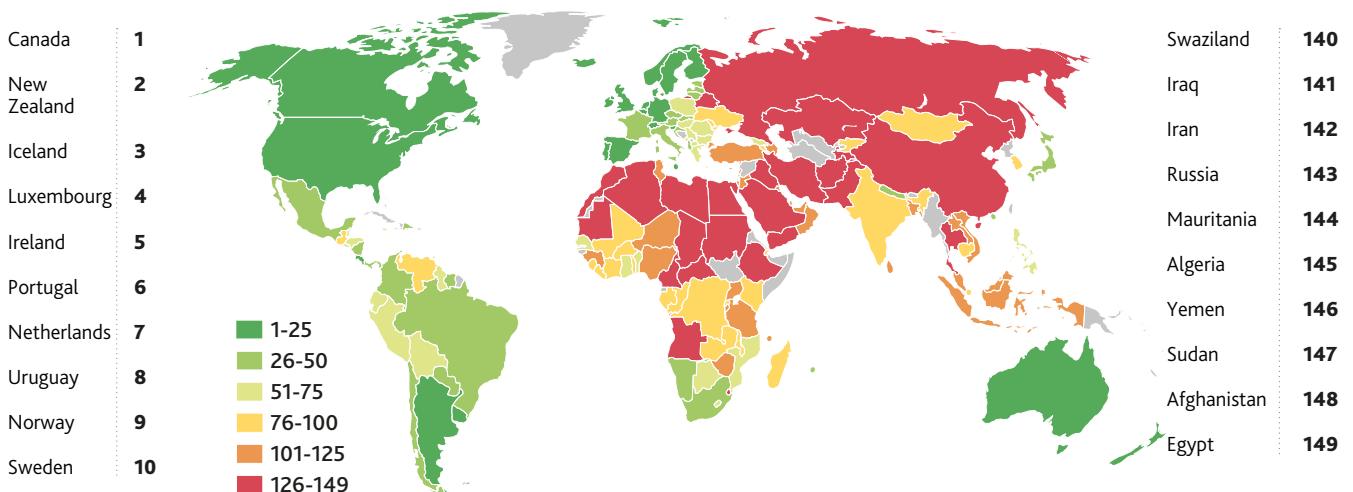 Canada 1
New
Zealand 2
Iceland 3
Luxembourg 4
Ireland 5
Portugal 6
Netherlands 7
Uruguay 8
Norway 9
Sweden 10
1-25
26-50
51-75
76-100
101-125
126-149
Swaziland 140
Iraq 141
Iran 142
Russia 143
Mauritania 144
Algeria 145
Yemen 146
Sudan 147
Afghanistan 148
Egypt 149